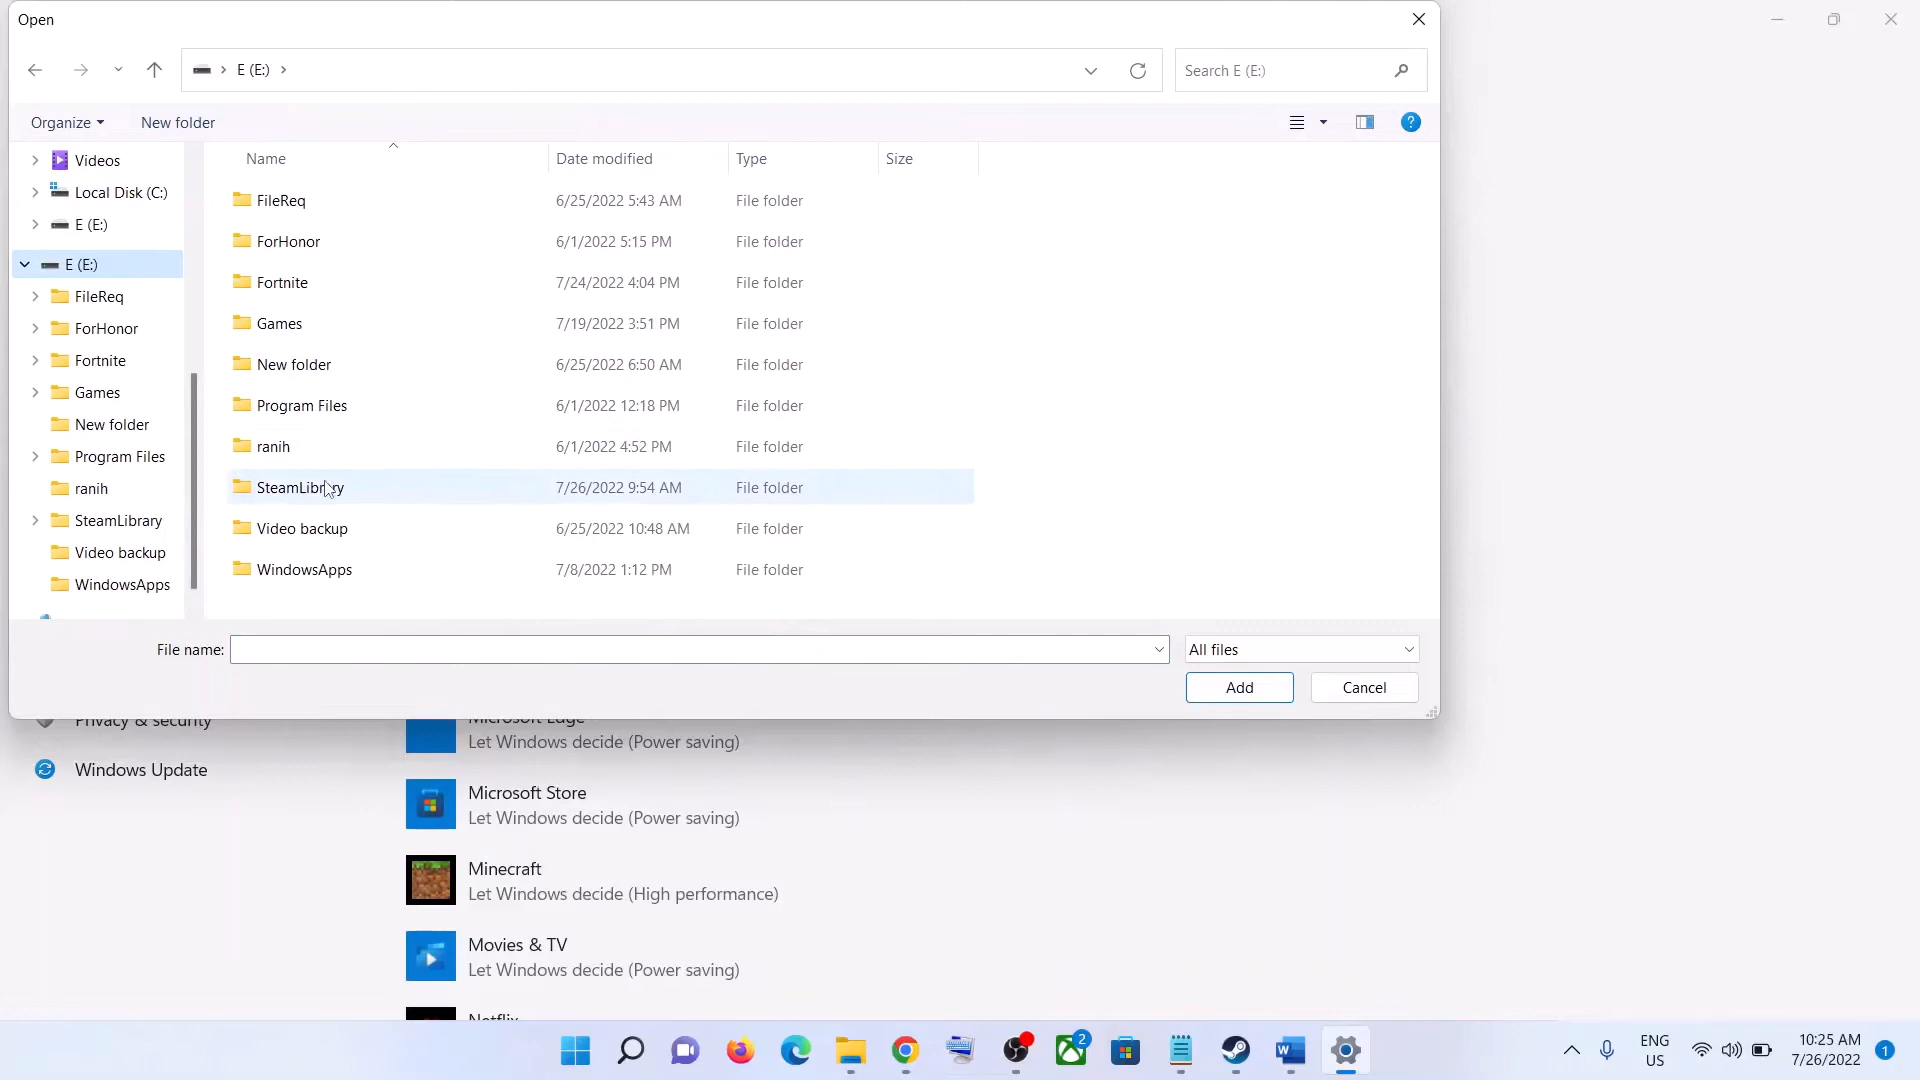 Open
E (E:)
Search E (E:)
Organize
New folder
Name
Date modified
Type
Size
Videos
Local Disk (C:)
E (E:)
E (E:)
FileReq
ForHonor
Fortnite
Games
New folder
Program Files
ranih
SteamLibrary
Video backup
WindowsApps
FileReq 6/25/2022 5:43 AM File folder
ForHonor 6/1/2022 5:15 PM File folder
Fortnite 7/24/2022 4:04 PM File folder
Games 7/19/2022 3:51 PM File folder
New folder 6/25/2022 6:50 AM File folder
Program Files 6/1/2022 12:18 PM File folder
ranih 6/1/2022 4:52 PM File folder
SteamLibrary 7/26/2022 9:54 AM File folder
Video backup 6/25/2022 10:48 AM File folder
WindowsApps 7/8/2022 1:12 PM File folder
File name:
All files
Add
Cancel
Privacy & security
Windows Update
Microsoft Edge
Let Windows decide (Power saving)
Microsoft Store
Let Windows decide (Power saving)
Minecraft
Let Windows decide (High performance)
Movies & TV
Let Windows decide (Power saving)
Netflix
2
ENG
US
10:25 AM
7/26/2022
1